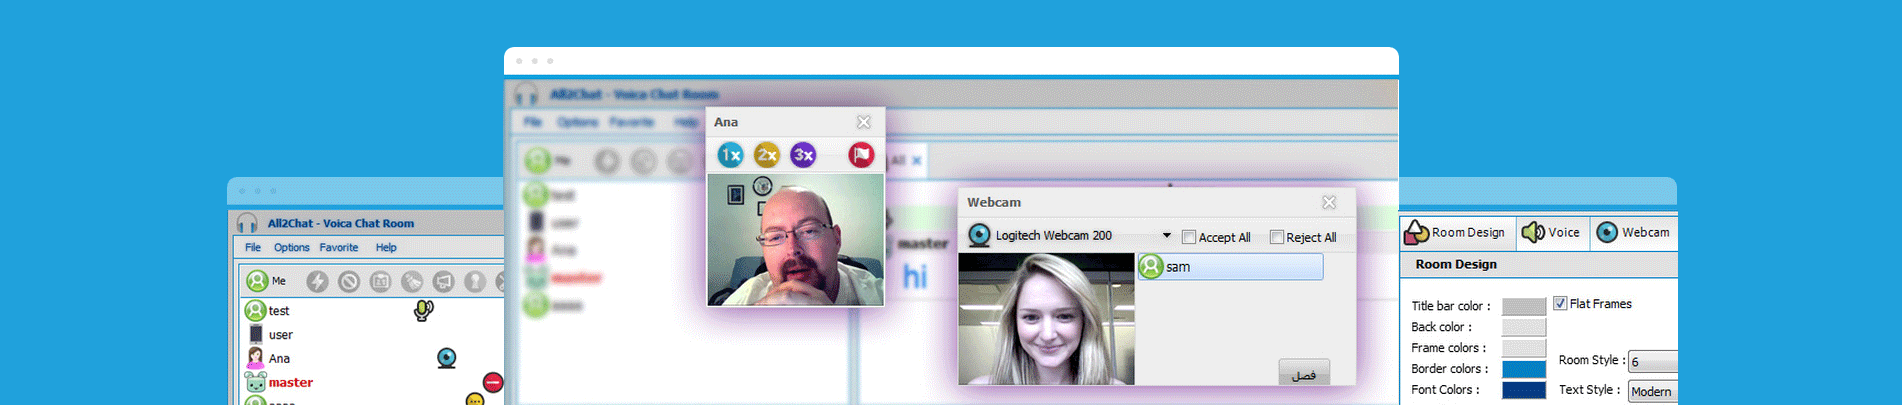 All2Chat - Voica Chat Room
File Options Favorite Help
Me
test
user
Ana
master
All2Chat - Voica Chat Room
File Options Favorite Help
Me
test
user
Ana
master
Ana
1x 2x 3x
All
master
hi
Webcam
Logitech Webcam 200
Accept All
Reject All
sam
فصل
Room Design
Voice
Webcam
Room Design
Title bar color :
Flat Frames
Back color :
Frame colors :
Room Style : 6
Border colors :
Font Colors :
Text Style : Modern